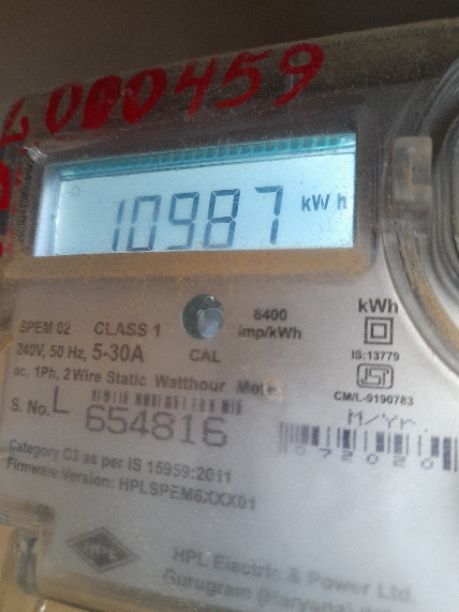 000459
10987 kWh
6400
imp/kWh
kWh
SPEM 02 CLASS 1
240V, 50 Hz, 5-30A
CAL
IS:13779
ac, 1Ph, 2 Wire Static Watthour Meter
CM/L-9190783
S. No. L 654816
M/Yr.
072020
Category C3 as per IS 15959:2011
Firmware Version: HPLSPEM6XXX01
HPL
HPL Electric & Power Ltd.
Gurugram